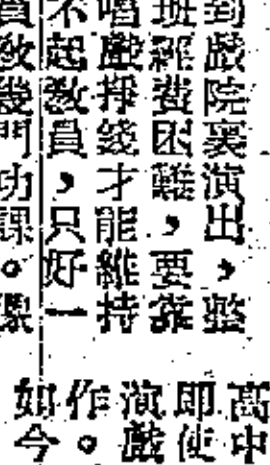 到戲院裏演出,整
班經費困難,要靠
唱戲掙錢才能維持
不起教員,只好一
員教幾門功課。
高中
即使
演戲
作。
如今